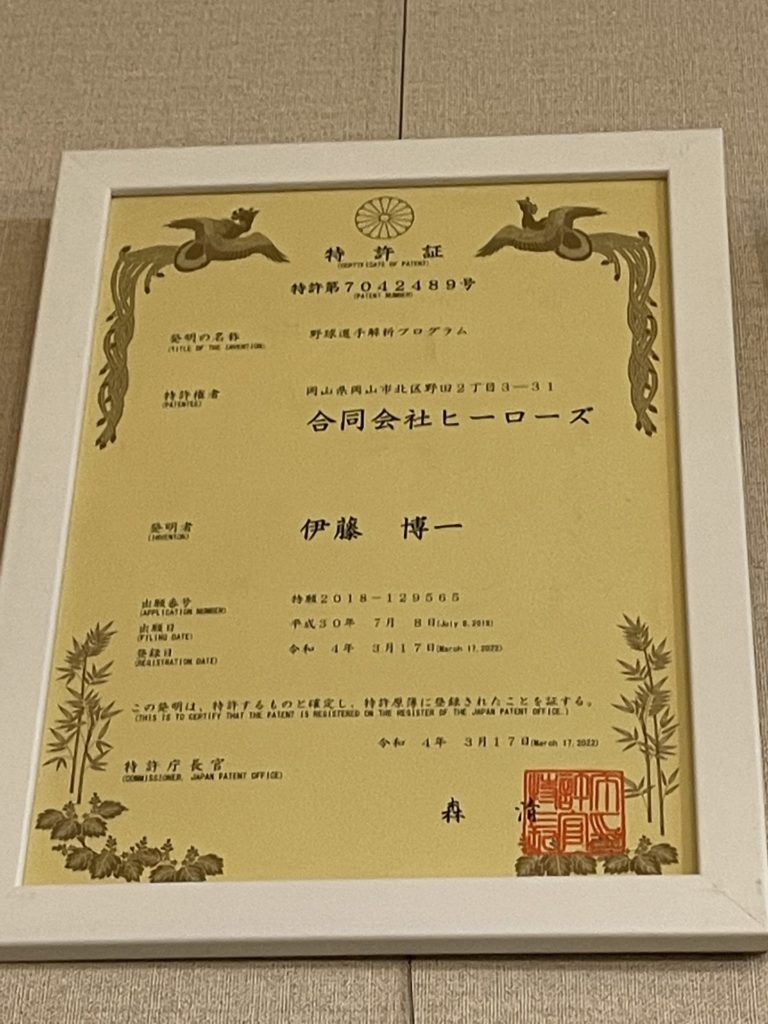 特許証
(CERTIFICATE OF PATENT)
特許第7042489号
(PATENT NUMBER)
発明の名称 野球選手解析プログラム
(TITLE OF THE INVENTION)
特許権者 岡山県岡山市北区野田2丁目3-31
(PATENTEE)
合同会社ヒーローズ
発明者 伊藤 博一
(INVENTOR)
出願番号 特願2018-129565
(APPLICATION NUMBER)
出願日 平成30年 7月 8日(July 8,2018)
(FILING DATE)
登録日 令和 4年 3月17日(March 17,2022)
(REGISTRATION DATE)
この発明は、特許するものと確定し、特許原簿に登録されたことを証する。
(THIS IS TO CERTIFY THAT THE PATENT IS REGISTERED ON THE REGISTER OF THE JAPAN PATENT OFFICE.)
令和 4年 3月17日(March 17,2022)
特許庁長官
(COMMISSIONER, JAPAN PATENT OFFICE)
森 清